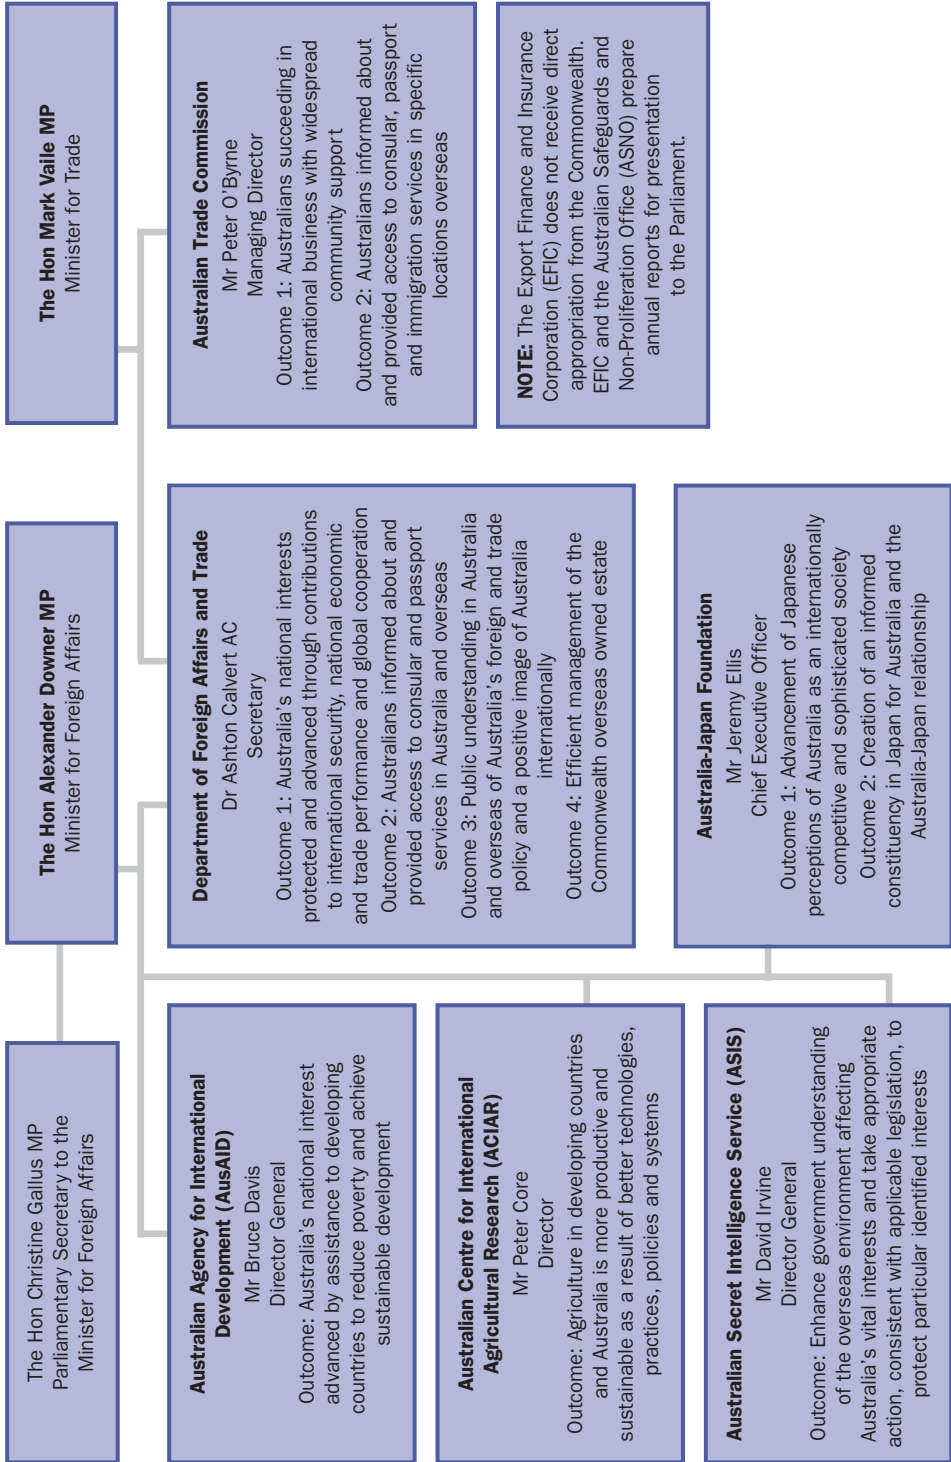 The Hon Christine Gallus MP
Parliamentary Secretary to the
Minister for Foreign Affairs
The Hon Alexander Downer MP
Minister for Foreign Affairs
The Hon Mark Vaile MP
Minister for Trade
Australian Agency for International
Development (AusAID)
Mr Bruce Davis
Director General
Outcome: Australia's national interest
advanced by assistance to developing
countries to reduce poverty and achieve
sustainable development
Australian Centre for International
Agricultural Research (ACIAR)
Mr Peter Core
Director
Outcome: Agriculture in developing countries
and Australia is more productive and
sustainable as a result of better technologies,
practices, policies and systems
Australian Secret Intelligence Service (ASIS)
Mr David Irvine
Director General
Outcome: Enhance government understanding
of the overseas environment affecting
Australia's vital interests and take appropriate
action, consistent with applicable legislation, to
protect particular identified interests
Department of Foreign Affairs and Trade
Dr Ashton Calvert AC
Secretary
Outcome 1: Australia's national interests
protected and advanced through contributions
to international security, national economic
and trade performance and global cooperation
Outcome 2: Australians informed about and
provided access to consular and passport
services in Australia and overseas
Outcome 3: Public understanding in Australia
and overseas of Australia's foreign and trade
policy and a positive image of Australia
internationally
Outcome 4: Efficient management of the
Commonwealth overseas owned estate
Australia-Japan Foundation
Mr Jeremy Ellis
Chief Executive Officer
Outcome 1: Advancement of Japanese
perceptions of Australia as an internationally
competitive and sophisticated society
Outcome 2: Creation of an informed
constituency in Japan for Australia and the
Australia-Japan relationship
Australian Trade Commission
Mr Peter O'Byrne
Managing Director
Outcome 1: Australians succeeding in
international business with widespread
community support
Outcome 2: Australians informed about
and provided access to consular, passport
and immigration services in specific
locations overseas
NOTE: The Export Finance and Insurance
Corporation (EFIC) does not receive direct
appropriation from the Commonwealth.
EFIC and the Australian Safeguards and
Non-Proliferation Office (ASNO) prepare
annual reports for presentation
to the Parliament.